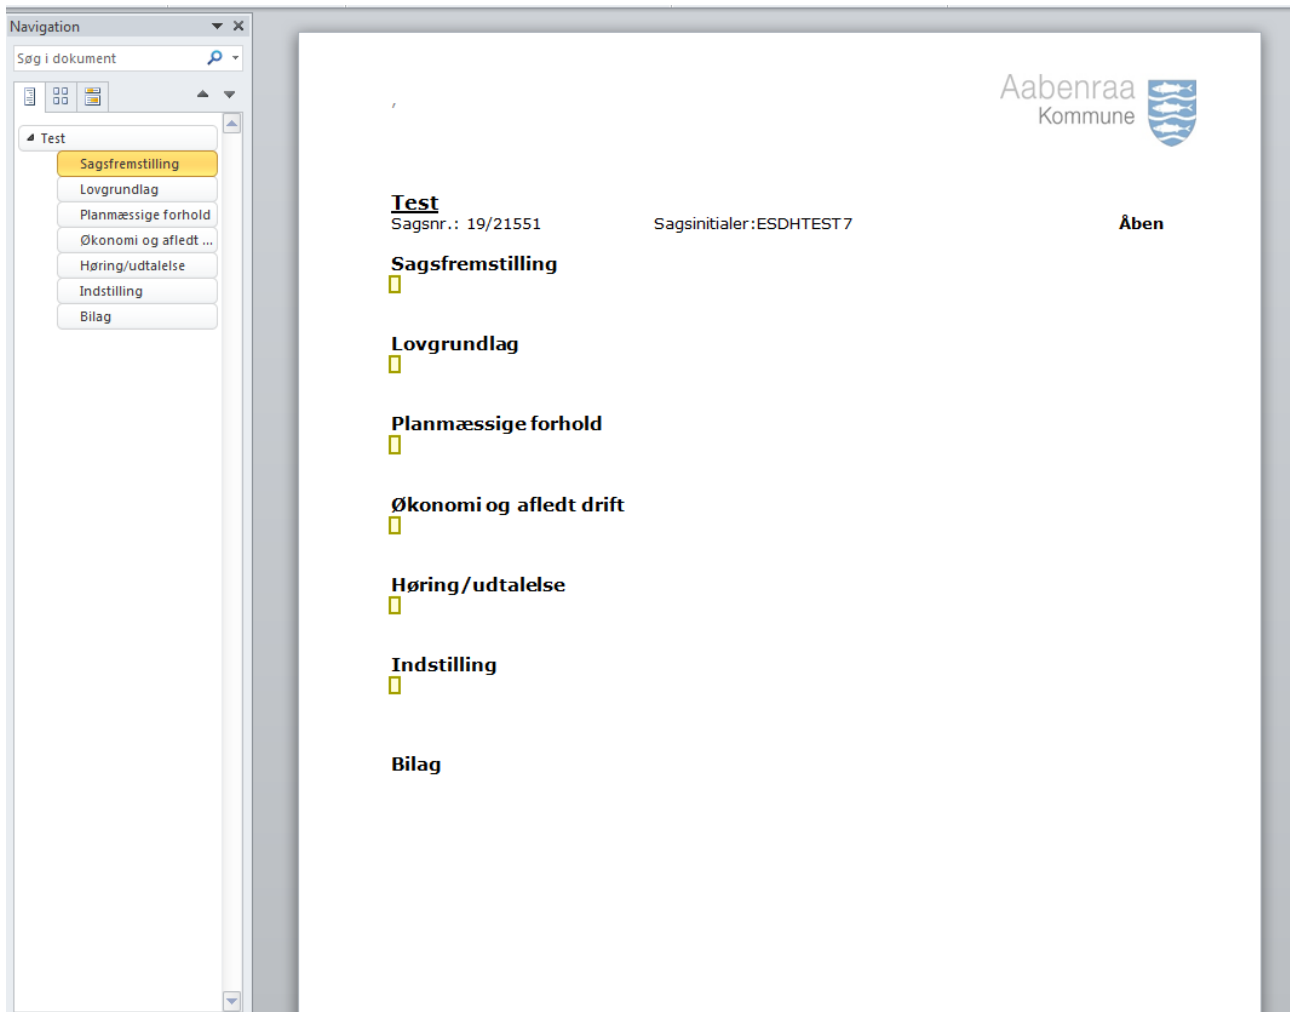 Navigation
Søg i dokument
Test
Sagsfremstilling
Lovgrundlag
Planmæssige forhold
Økonomi og afledt ...
Høring/udtalelse
Indstilling
Bilag
,
Aabenraa
Kommune
Test
Sagsnr.: 19/21551 Sagsinitialer:ESDHTEST7 Åben
Sagsfremstilling
Lovgrundlag
Planmæssige forhold
Økonomi og afledt drift
Høring/udtalelse
Indstilling
Bilag